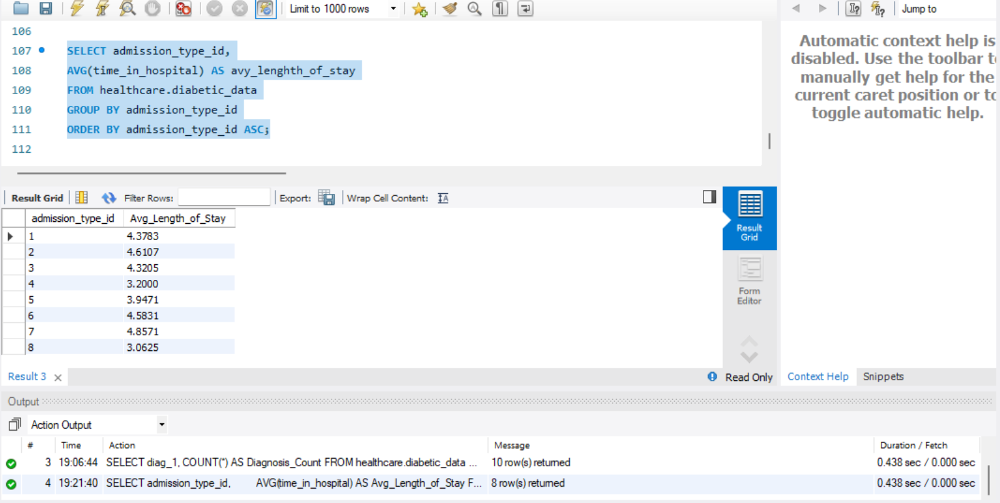 Limit to 1000 rows
Jump to
106
107 SELECT admission_type_id,
108 AVG(time_in_hospital) AS avy_lenghth_of_stay
109 FROM healthcare.diabetic_data
110 GROUP BY admission_type_id
111 ORDER BY admission_type_id ASC;
112
Automatic context help is
disabled. Use the toolbar to
manually get help for the
current caret position or to
toggle automatic help.
Result Grid Filter Rows: Export: Wrap Cell Content:
admission_type_id Avg_Length_of_Stay
1 4.3783
2 4.6107
3 4.3205
4 3.2000
5 3.9471
6 4.5831
7 4.8571
8 3.0625
Result
Grid
Form
Editor
Result 3 Read Only Context Help Snippets
Output
Action Output
# Time Action Message Duration / Fetch
3 19:06:44 SELECT diag_1, COUNT(*) AS Diagnosis_Count FROM healthcare.diabetic_data ... 10 row(s) returned 0.438 sec / 0.000 sec
4 19:21:40 SELECT admission_type_id, AVG(time_in_hospital) AS Avg_Length_of_Stay F... 8 row(s) returned 0.438 sec / 0.000 sec